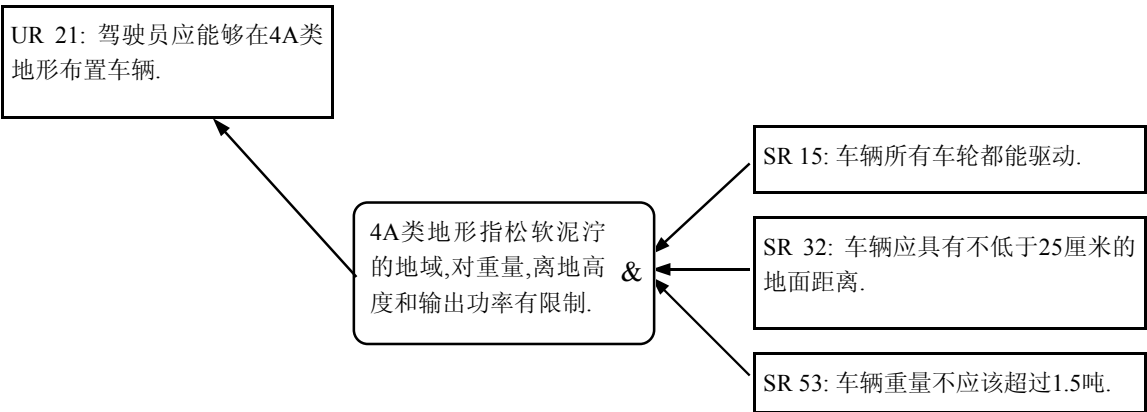 UR 21: 驾驶员应能够在4A类
地形布置车辆.
SR 15: 车辆所有车轮都能驱动.
4A类地形指松软泥泞
的地域,对重量,离地高
度和输出功率有限制.
&
SR 32: 车辆应具有不低于25厘米的
地面距离.
SR 53: 车辆重量不应该超过1.5吨.